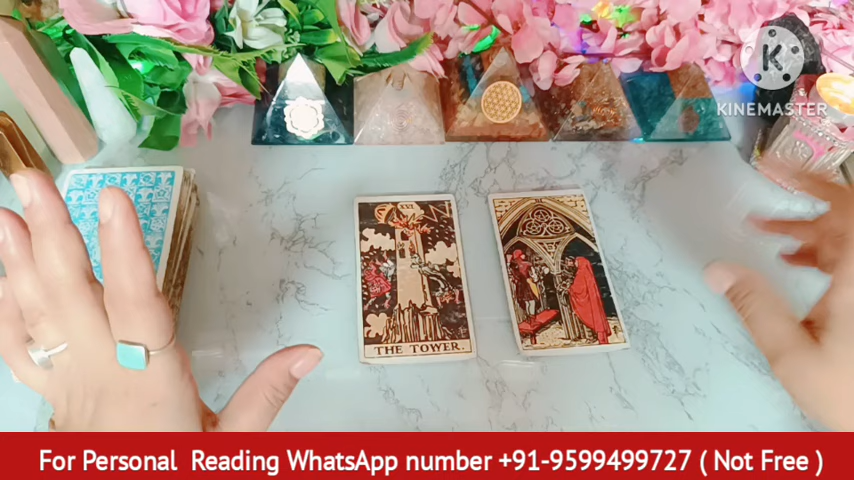 K
KINEMASTER
XVI
THE TOWER.
For Personal Reading WhatsApp number +91-9599499727 ( Not Free )